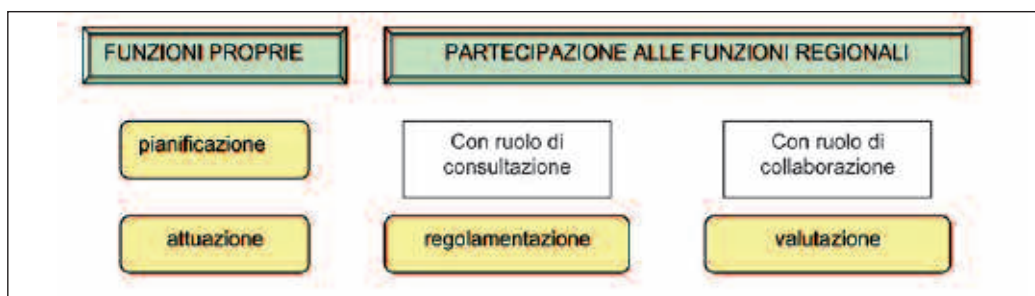 FUNZIONI PROPRIE
PARTECIPAZIONE ALLE FUNZIONI REGIONALI
pianificazione
Con ruolo di
consultazione
Con ruolo di
collaborazione
attuazione
regolamentazione
valutazione